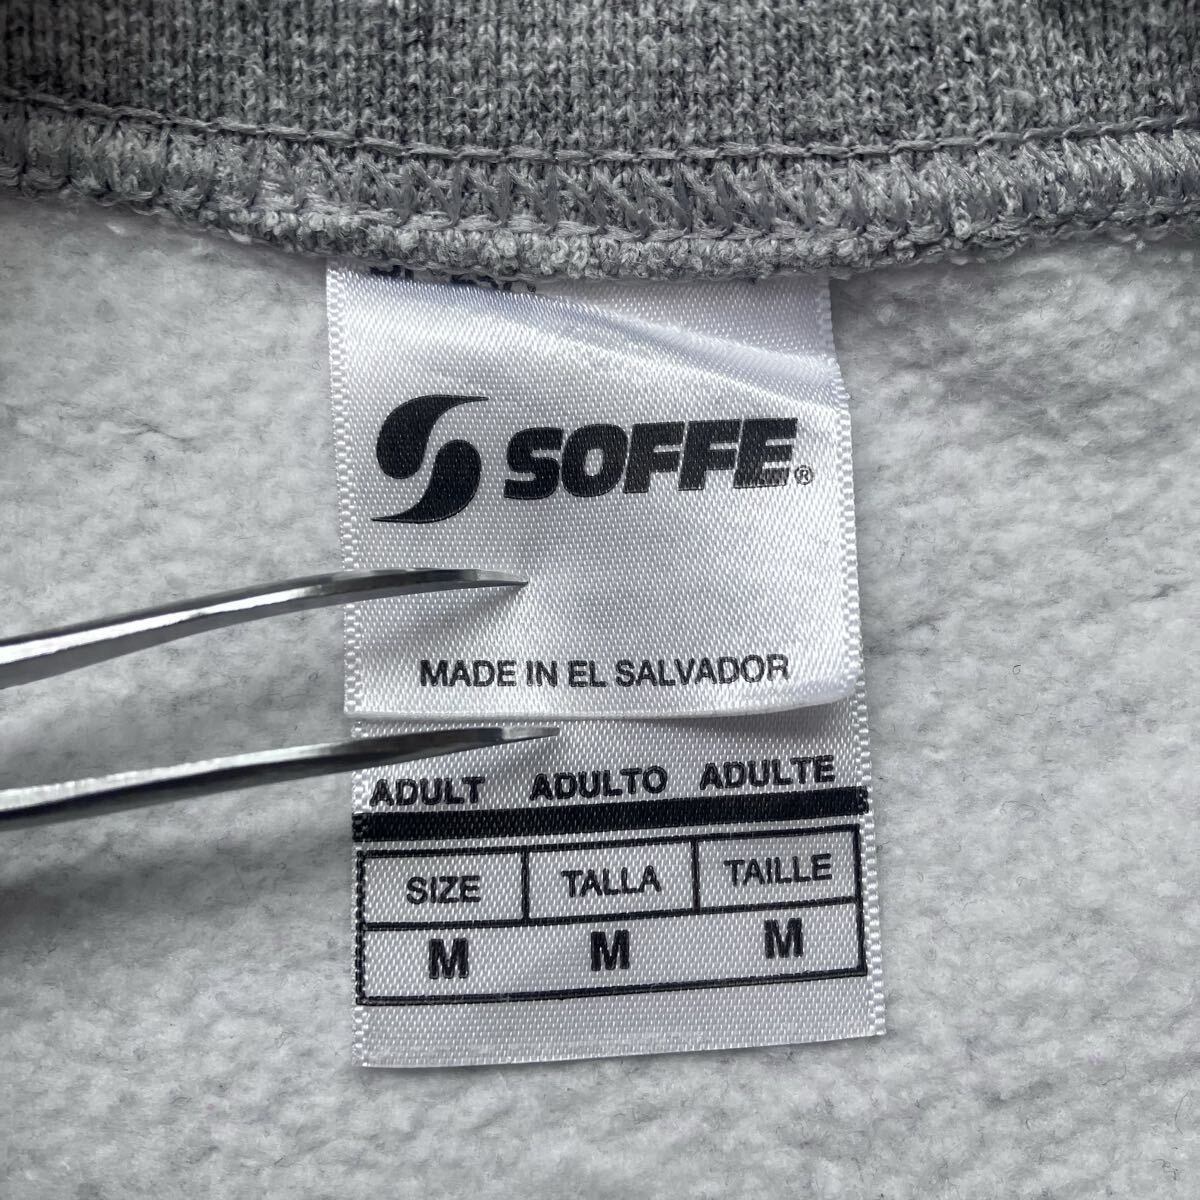 SOFFE®
MADE IN EL SALVADOR
ADULT ADULTO ADULTE
SIZE TALLA TAILLE
M M M